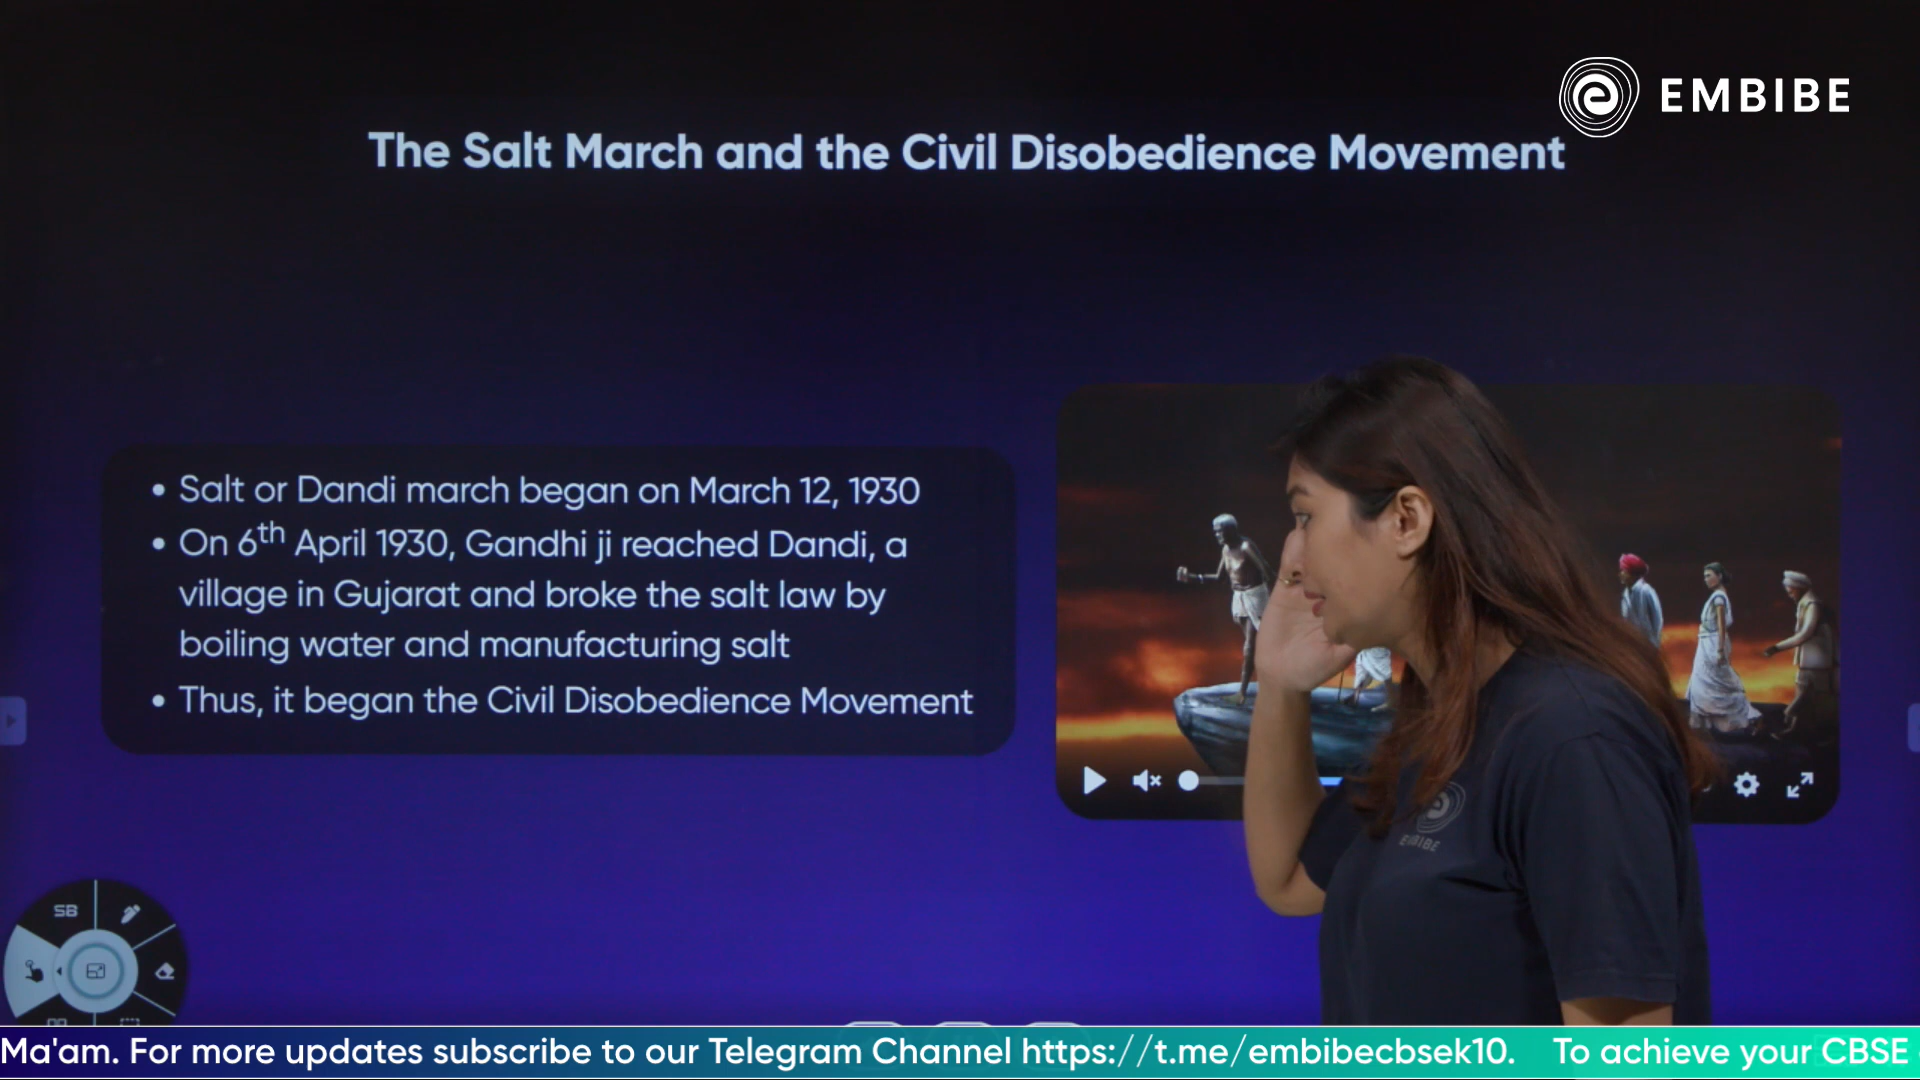 EMBIBE
The Salt March and the Civil Disobedience Movement
• Salt or Dandi march began on March 12, 1930
• On 6th April 1930, Gandhi ji reached Dandi, a
village in Gujarat and broke the salt law by
boiling water and manufacturing salt
• Thus, it began the Civil Disobedience Movement
EMBIBE
SB
Ma'am. For more updates subscribe to our Telegram Channel https://t.me/embibecbsek10. To achieve your CBSE